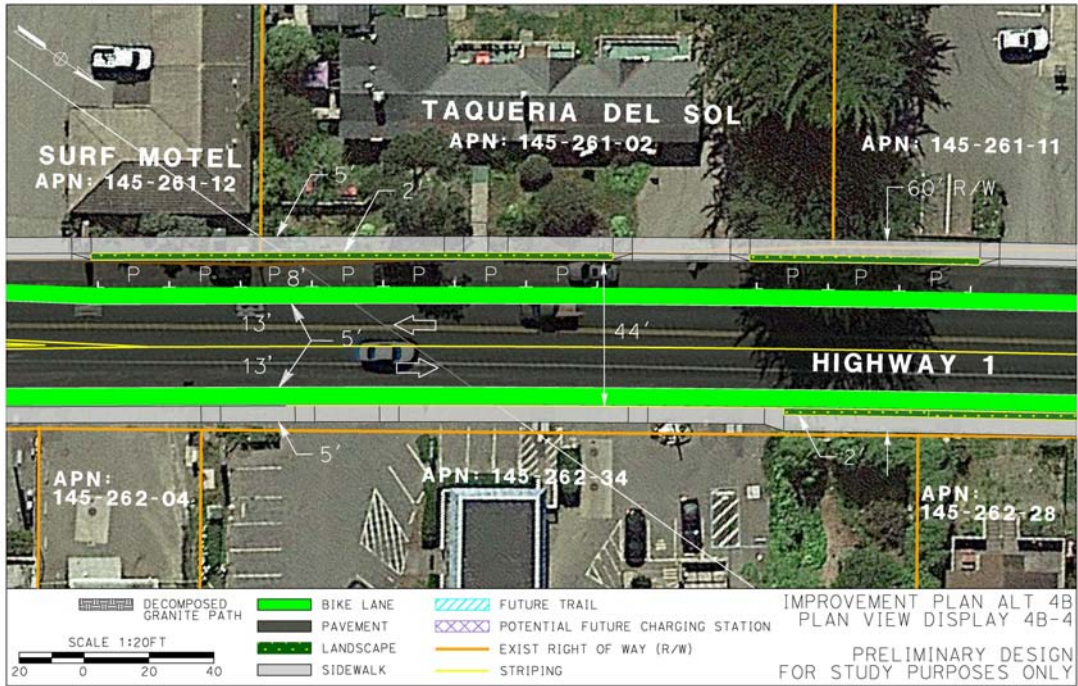 TAQUERIA DEL SOL
APN: 145-261-02
SURF MOTEL
APN: 145-261-12
APN: 145-261-11
5'
2'
60' R/W
P P P P P P P P P P
8'
13'
5'
13'
44'
HIGHWAY 1
5'
2'
APN:
145-262-04
APN: 145-262-34
APN:
145-262-28
DECOMPOSED
GRANITE PATH
SCALE 1:20FT
20 0 20 40
BIKE LANE
PAVEMENT
LANDSCAPE
SIDEWALK
FUTURE TRAIL
POTENTIAL FUTURE CHARGING STATION
EXIST RIGHT OF WAY (R/W)
STRIPING
IMPROVEMENT PLAN ALT 4B
PLAN VIEW DISPLAY 4B-4
PRELIMINARY DESIGN
FOR STUDY PURPOSES ONLY